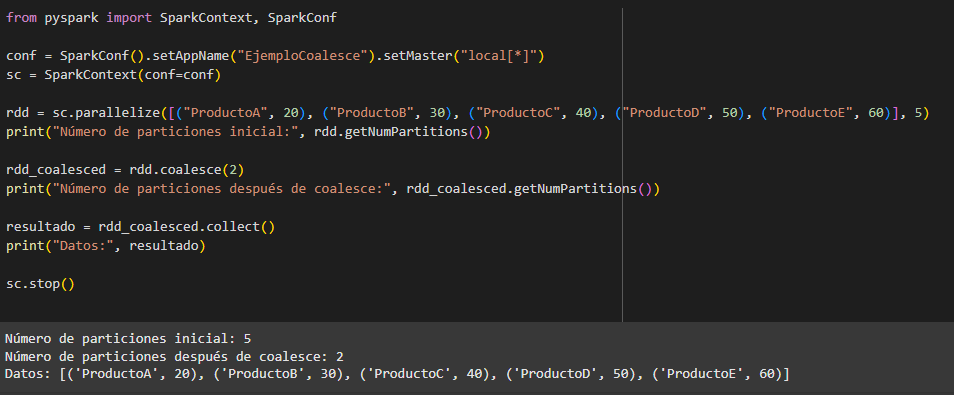 from pyspark import SparkContext, SparkConf
conf = SparkConf().setAppName("EjemploCoalesce").setMaster("local[*]")
sc = SparkContext(conf=conf)
rdd = sc.parallelize([("ProductoA", 20), ("ProductoB", 30), ("ProductoC", 40), ("ProductoD", 50), ("ProductoE", 60)], 5)
print("Número de particiones inicial:", rdd.getNumPartitions())
rdd_coalesced = rdd.coalesce(2)
print("Número de particiones después de coalesce:", rdd_coalesced.getNumPartitions())
resultado = rdd_coalesced.collect()
print("Datos:", resultado)
sc.stop()
Número de particiones inicial: 5
Número de particiones después de coalesce: 2
Datos: [('ProductoA', 20), ('ProductoB', 30), ('ProductoC', 40), ('ProductoD', 50), ('ProductoE', 60)]